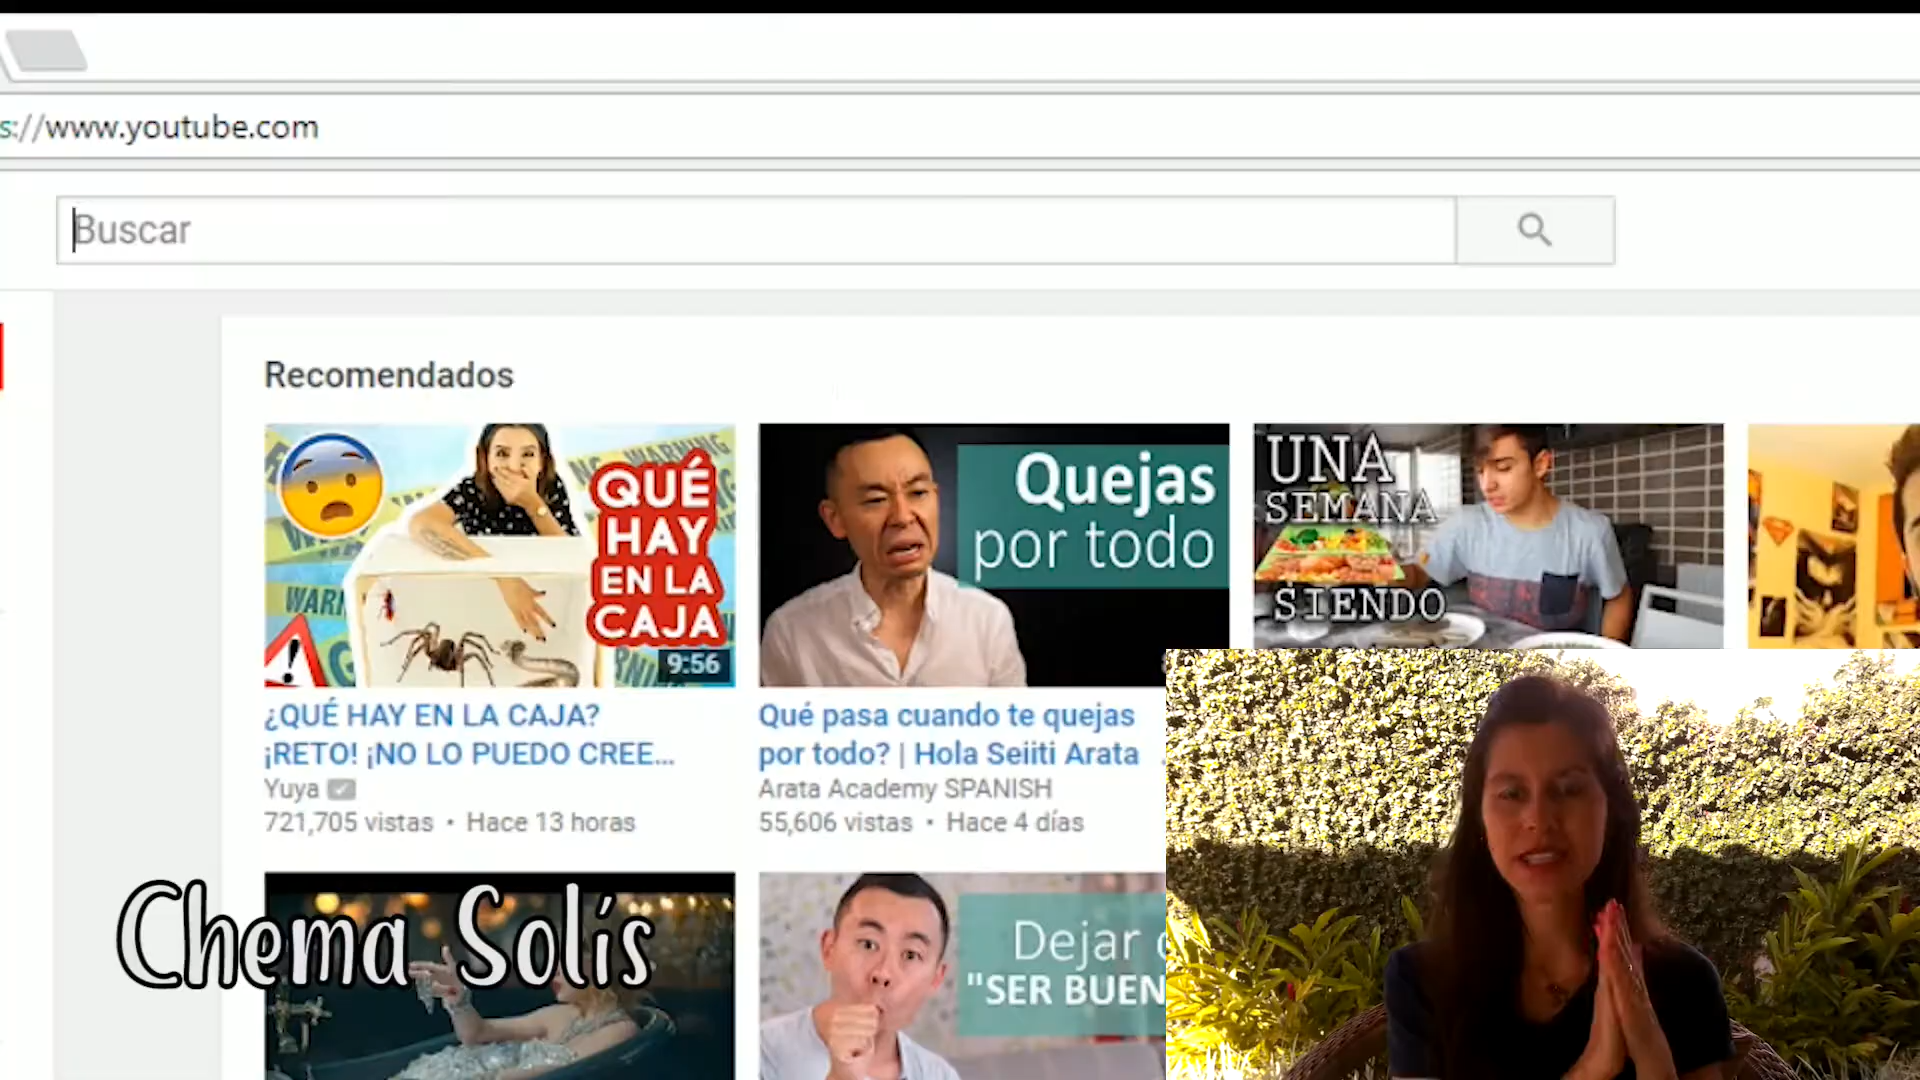 s://www.youtube.com
Buscar
Recomendados
WARNING
QUÉ
HAY
EN LA
CAJA
9:56
¿QUÉ HAY EN LA CAJA?
¡RETO! ¡NO LO PUEDO CREE...
Yuya
721,705 vistas • Hace 13 horas
Quejas
por todo
Qué pasa cuando te quejas
por todo? | Hola Seiiti Arata
Arata Academy SPANISH
55,606 vistas • Hace 4 días
UNA
SEMANA
SIENDO
Chema Solís
Dejar
"SER BUEN